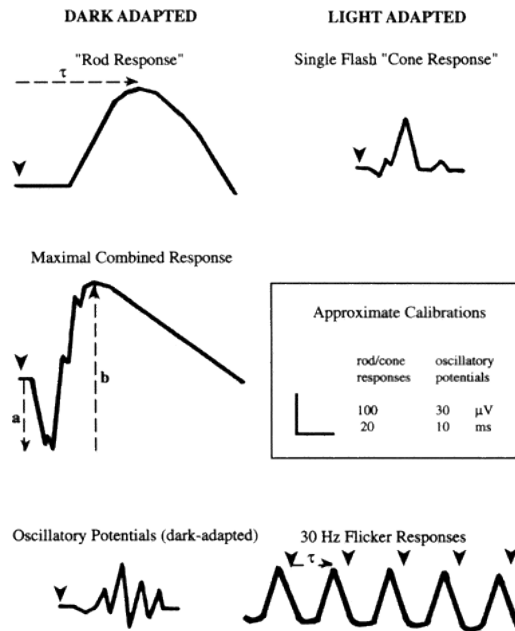 DARK ADAPTED
LIGHT ADAPTED
"Rod Response"
τ
Single Flash "Cone Response"
Maximal Combined Response
a
b
Approximate Calibrations
rod/cone responses
oscillatory potentials
100 30 μV
20 10 ms
Oscillatory Potentials (dark-adapted)
30 Hz Flicker Responses
τ